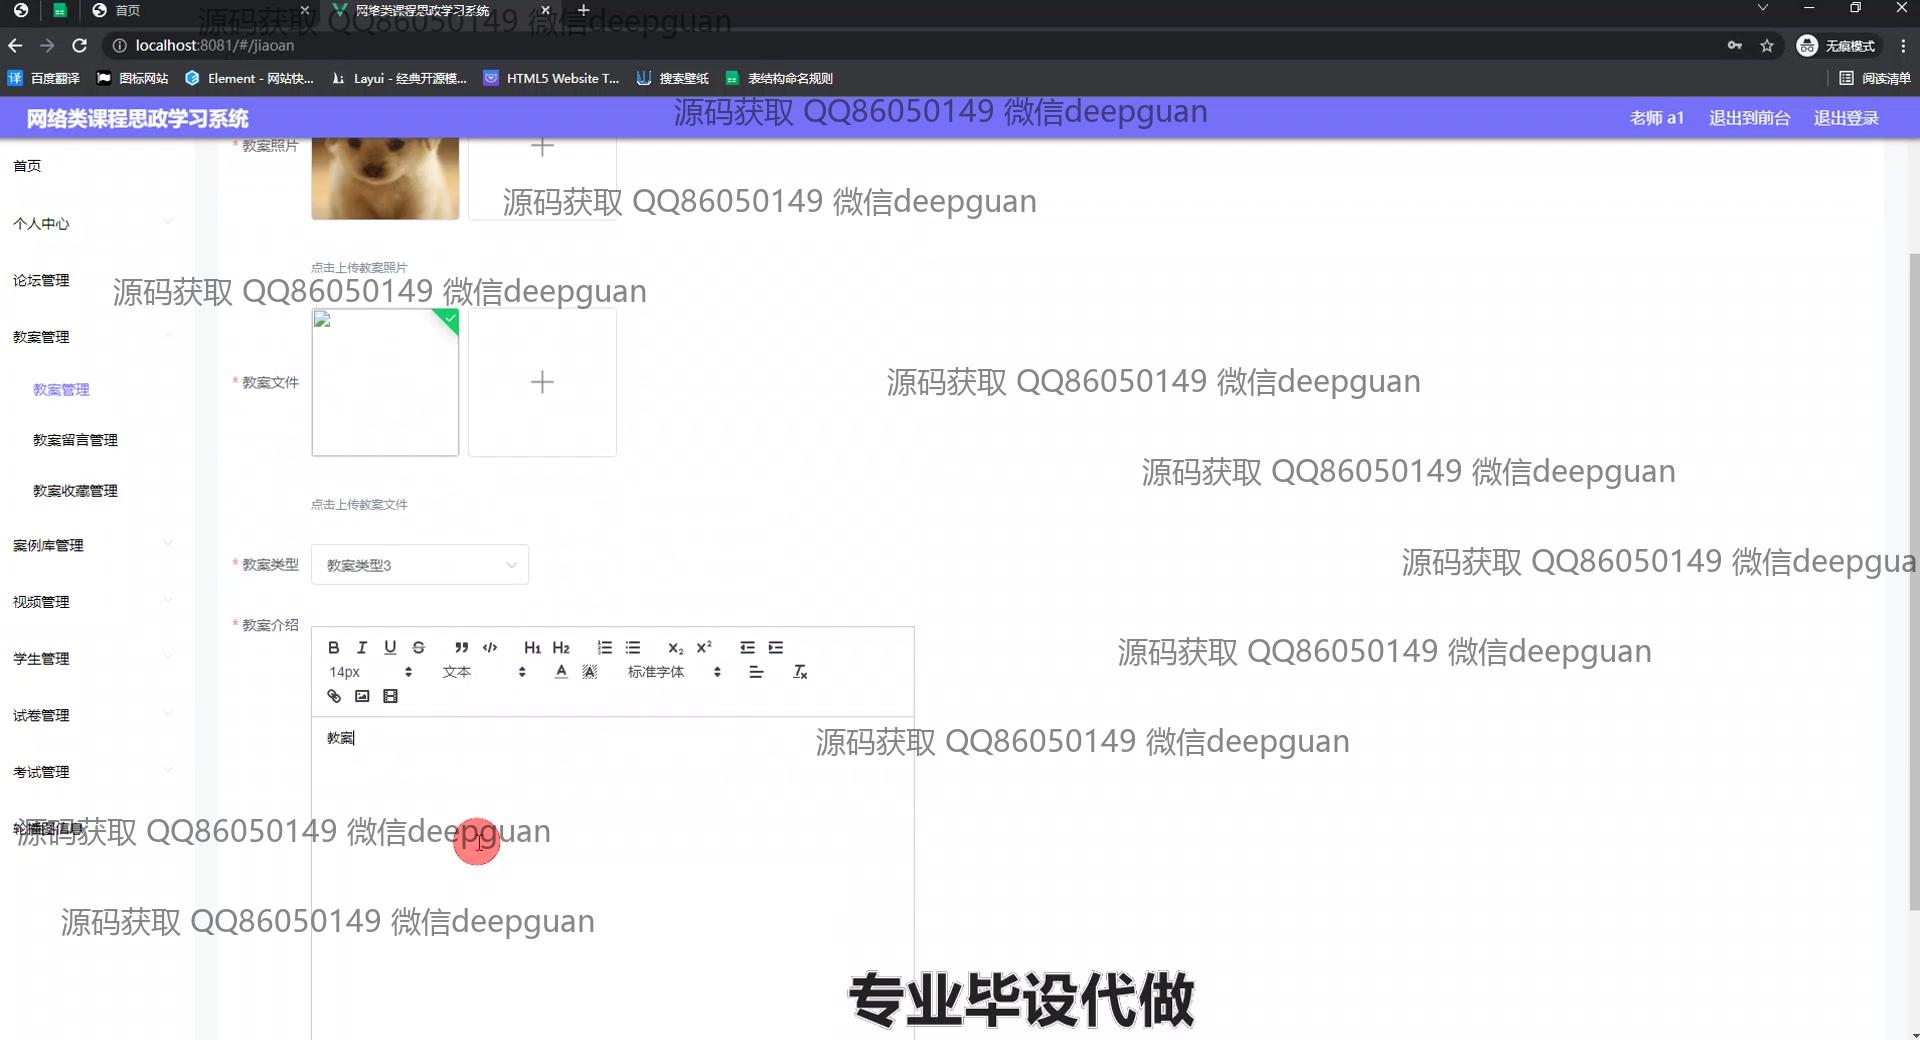 首页
网络类课程思政学习系统
源码获取 QQ86050149 微信deepguan
localhost:8081/#/jiaoan
无痕模式
百度翻译
图标网站
Element - 网站快...
Layui - 经典开源模...
HTML5 Website T...
搜索壁纸
表结构命名规则
阅读清单
网络类课程思政学习系统
源码获取 QQ86050149 微信deepguan
老师 a1
退出到前台
退出登录
* 教案照片
首页
源码获取 QQ86050149 微信deepguan
个人中心
点击上传教案照片
论坛管理
源码获取 QQ86050149 微信deepguan
教案管理
* 教案文件
源码获取 QQ86050149 微信deepguan
教案管理
教案留言管理
源码获取 QQ86050149 微信deepguan
教案收藏管理
点击上传教案文件
案例库管理
* 教案类型
教案类型3
源码获取 QQ86050149 微信deepgua
视频管理
* 教案介绍
B I U S ” </> H1 H2 x₂ x²
源码获取 QQ86050149 微信deepguan
学生管理
14px
文本
A
A
标准字体
Tx
试卷管理
教案
源码获取 QQ86050149 微信deepguan
考试管理
轮播图信息
源码获取 QQ86050149 微信deepguan
源码获取 QQ86050149 微信deepguan
专业毕设代做